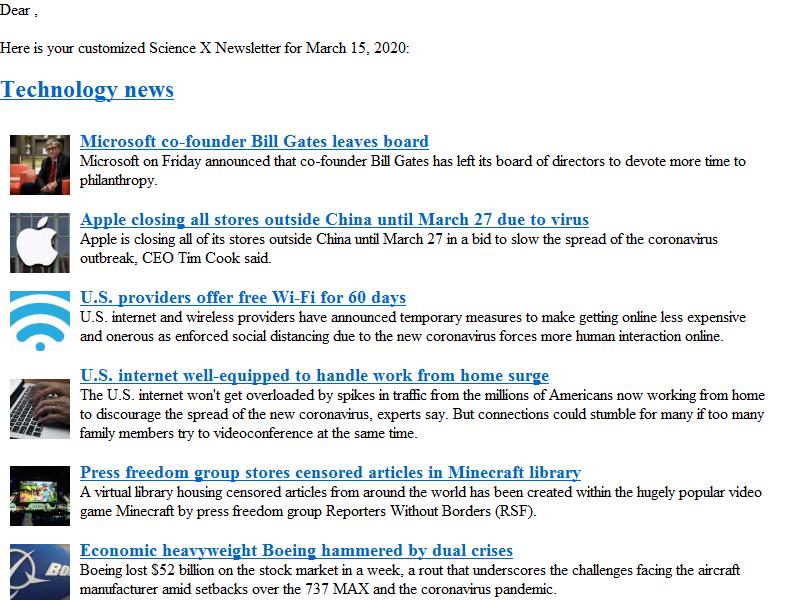 Dear ,
Here is your customized Science X Newsletter for March 15, 2020:
Technology news
Microsoft co-founder Bill Gates leaves board
Microsoft on Friday announced that co-founder Bill Gates has left its board of directors to devote more time to
philanthropy.
Apple closing all stores outside China until March 27 due to virus
Apple is closing all of its stores outside China until March 27 in a bid to slow the spread of the coronavirus
outbreak, CEO Tim Cook said.
U.S. providers offer free Wi-Fi for 60 days
U.S. internet and wireless providers have announced temporary measures to make getting online less expensive
and onerous as enforced social distancing due to the new coronavirus forces more human interaction online.
U.S. internet well-equipped to handle work from home surge
The U.S. internet won't get overloaded by spikes in traffic from the millions of Americans now working from home
to discourage the spread of the new coronavirus, experts say. But connections could stumble for many if too many
family members try to videoconference at the same time.
Press freedom group stores censored articles in Minecraft library
A virtual library housing censored articles from around the world has been created within the hugely popular video
game Minecraft by press freedom group Reporters Without Borders (RSF).
Economic heavyweight Boeing hammered by dual crises
Boeing lost $52 billion on the stock market in a week, a rout that underscores the challenges facing the aircraft
manufacturer amid setbacks over the 737 MAX and the coronavirus pandemic.